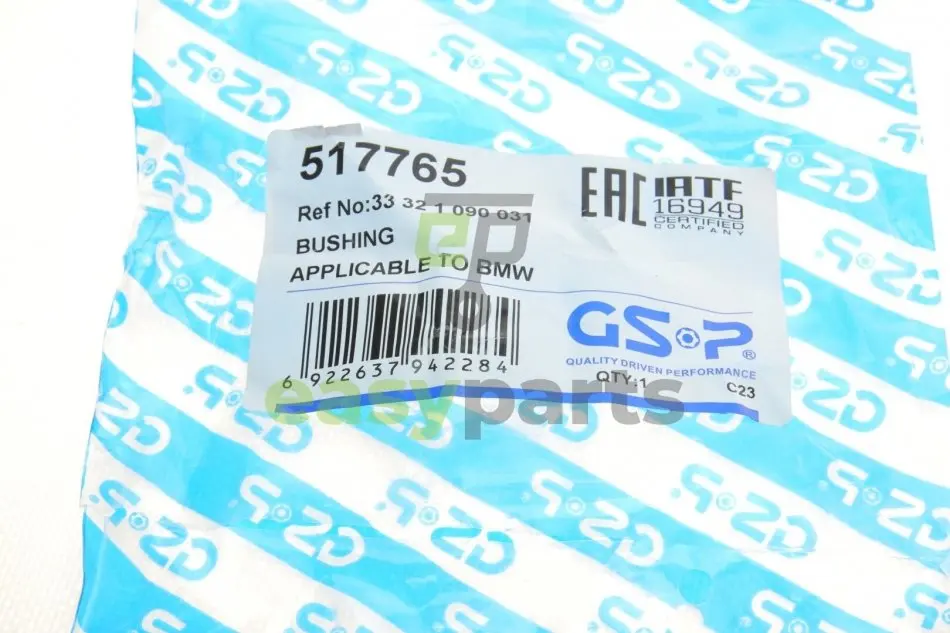 517765
Ref No:33 32 1 090 031
BUSHING
APPLICABLE TO BMW
EAC
IATF
16949
CERTIFIED
COMPANY
6 922637 942284
GSP
QUALITY DRIVEN PERFORMANCE
QTY:1
C23
ep
easyparts